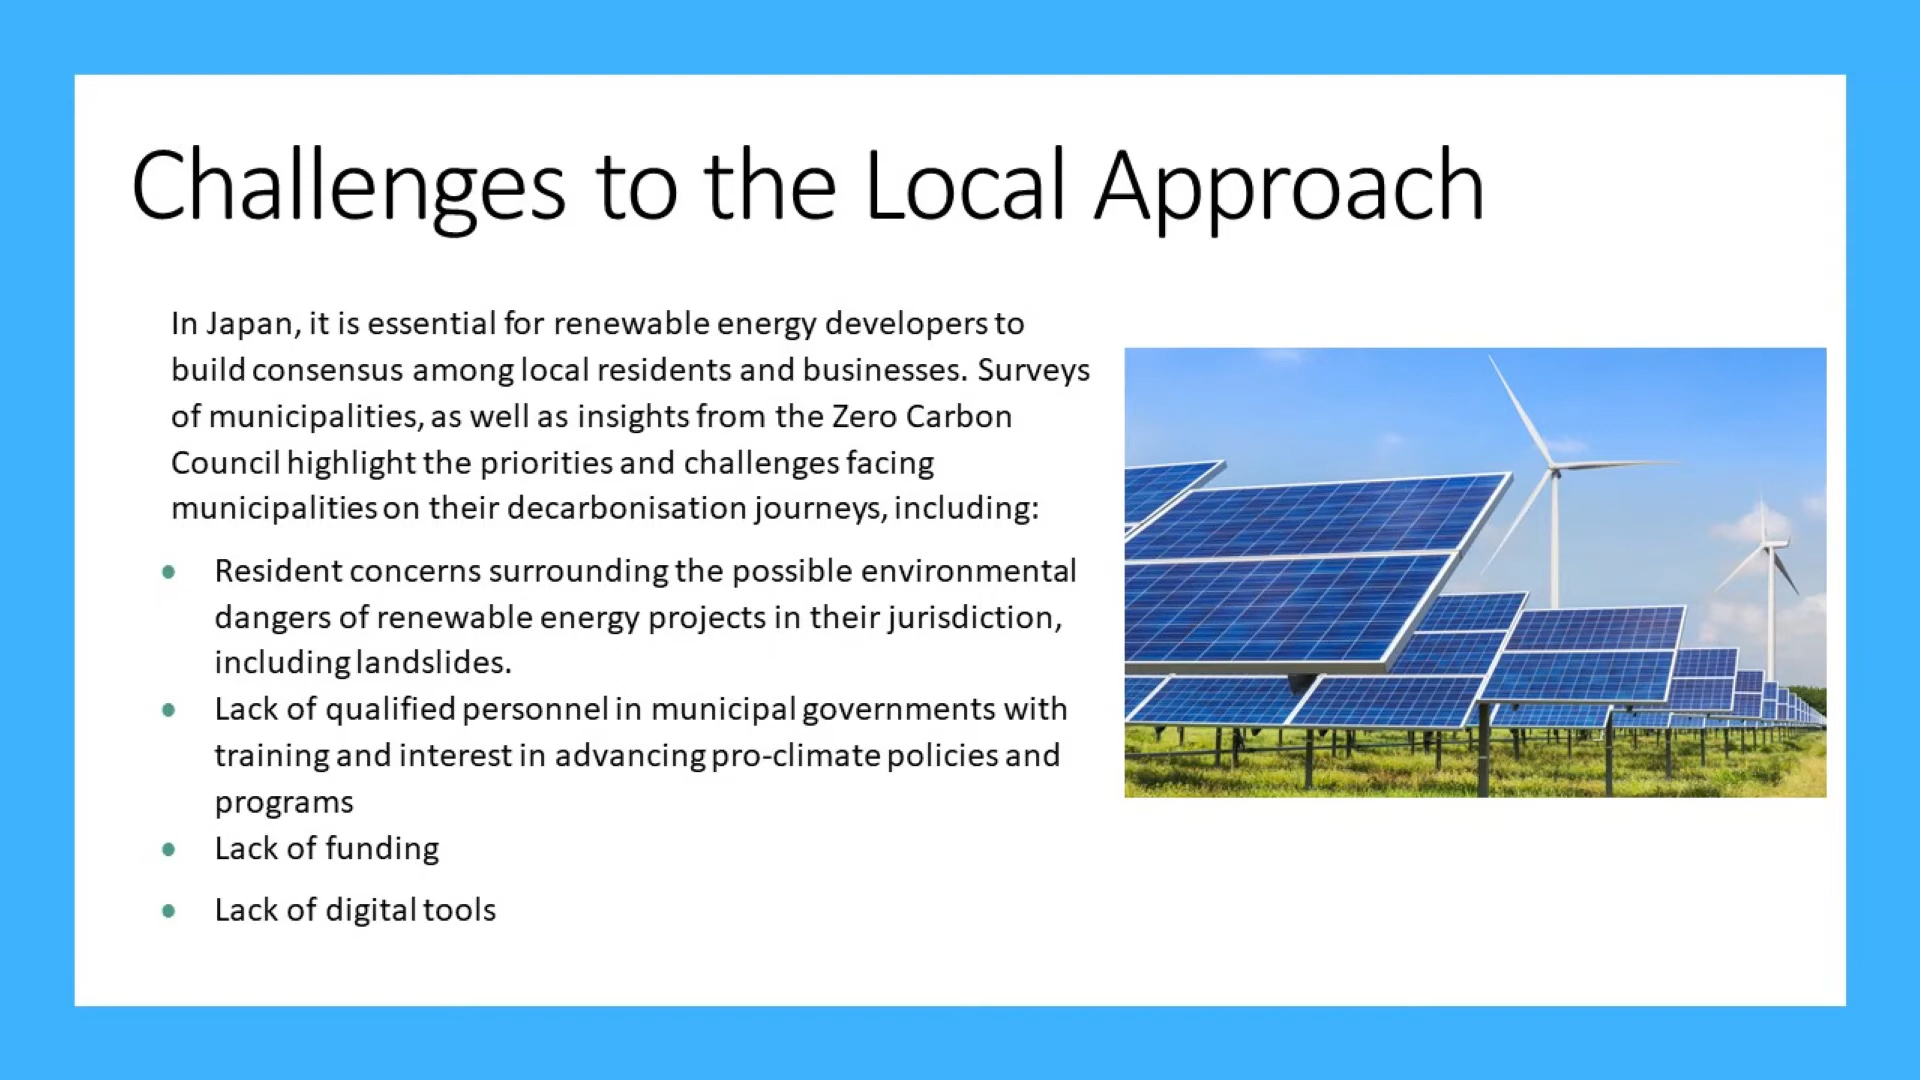 Challenges to the Local Approach
In Japan, it is essential for renewable energy developers to
build consensus among local residents and businesses. Surveys
of municipalities, as well as insights from the Zero Carbon
Council highlight the priorities and challenges facing
municipalities on their decarbonisation journeys, including:
• Resident concerns surrounding the possible environmental
dangers of renewable energy projects in their jurisdiction,
including landslides.
• Lack of qualified personnel in municipal governments with
training and interest in advancing pro-climate policies and
programs
• Lack of funding
• Lack of digital tools